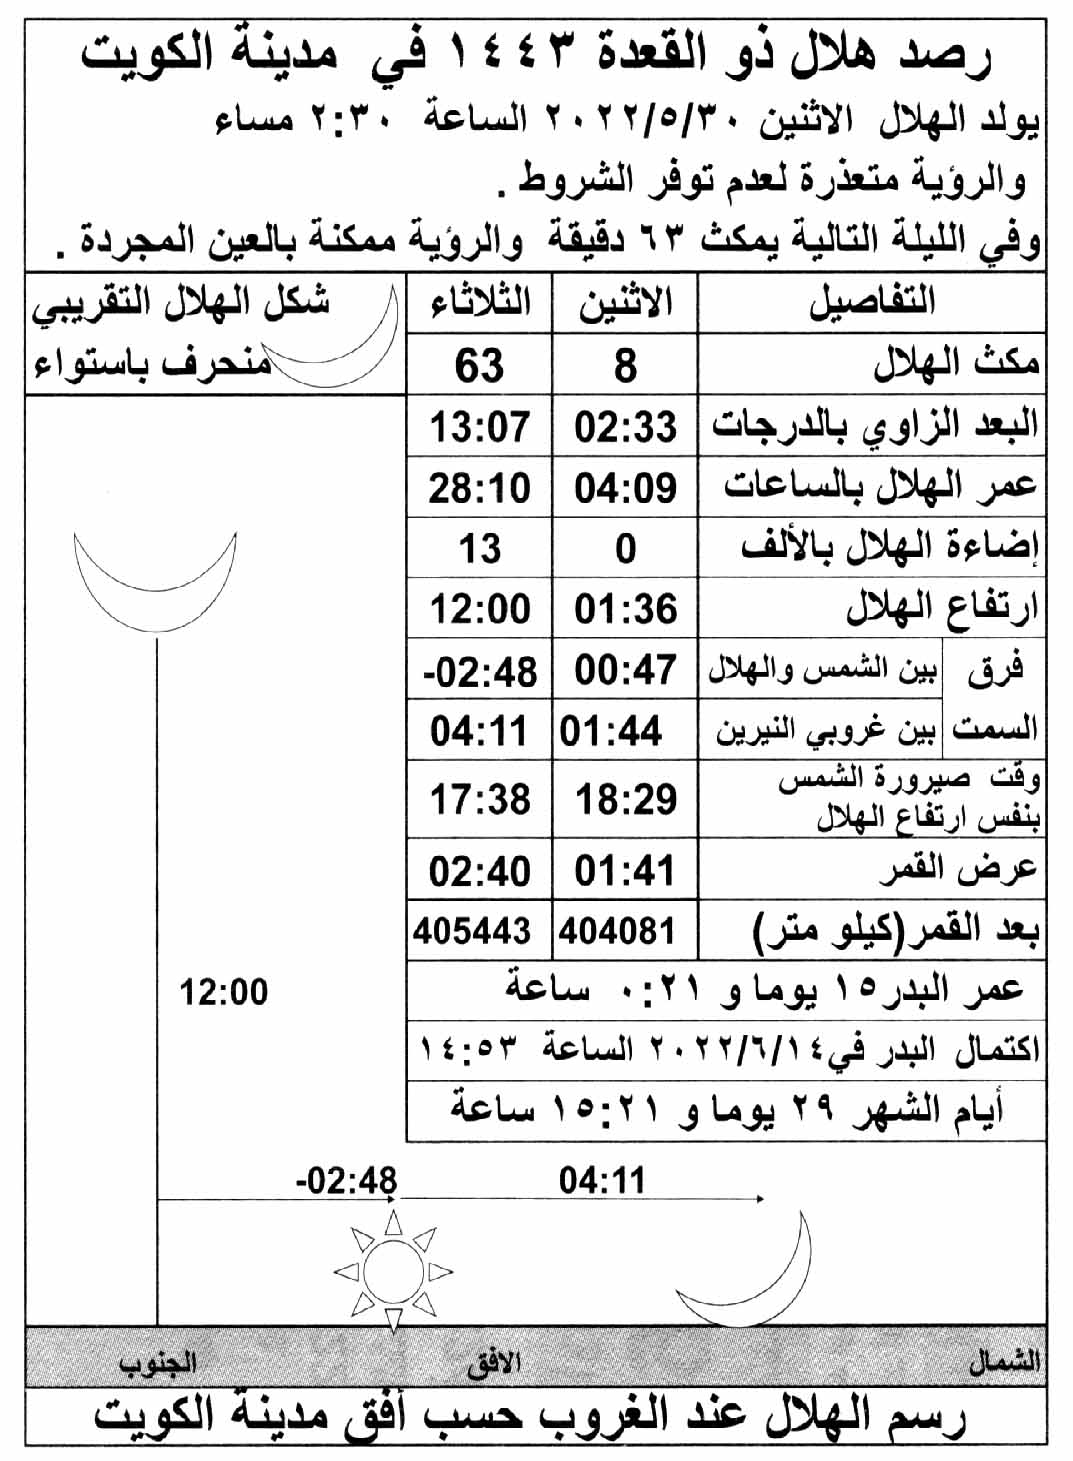 رصد هلال ذو القعدة ١٤٤٣ في مدينة الكويت
يولد الهلال الاثنين ٢٠٢٢/٥/٣٠ الساعة ٢:٣٠ مساء
والرؤية متعذرة لعدم توفر الشروط .
وفي الليلة التالية يمكث ٦٣ دقيقة والرؤية ممكنة بالعين المجردة .
التفاصيل الاثنين الثلاثاء شكل الهلال التقريبي
مكث الهلال 8 63 منحرف باستواء
البعد الزاوي بالدرجات 02:33 13:07
عمر الهلال بالساعات 04:09 28:10
إضاءة الهلال بالألف 0 13
ارتفاع الهلال 01:36 12:00
فرق بين الشمس والهلال 00:47 -02:48
السمت بين غروبي النيرين 01:44 04:11
وقت صيرورة الشمس
بنفس ارتفاع الهلال 18:29 17:38
عرض القمر 01:41 02:40
بعد القمر(كيلو متر) 404081 405443
عمر البدر١٥ يوما و ٠:٢١ ساعة
12:00
اكتمال البدر في٢٠٢٢/٦/١٤ الساعة ١٤:٥٣
أيام الشهر ٢٩ يوما و ١٥:٢١ ساعة
04:11 -02:48
الشمال الافق الجنوب
رسم الهلال عند الغروب حسب أفق مدينة الكويت